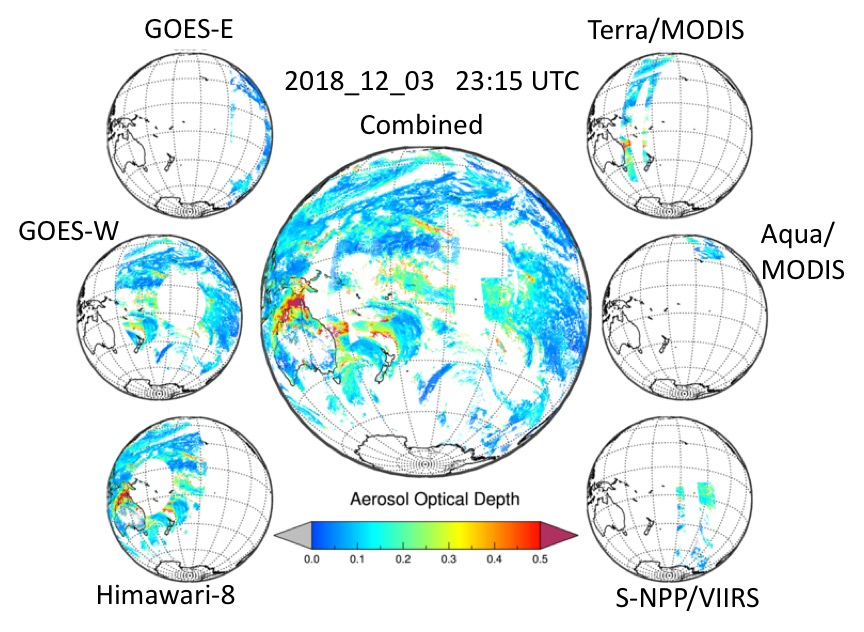 GOES-E
Terra/MODIS
2018_12_03 23:15 UTC
Combined
GOES-W
Aqua/
MODIS
Aerosol Optical Depth
0.0 0.1 0.2 0.3 0.4 0.5
Himawari-8
S-NPP/VIIRS